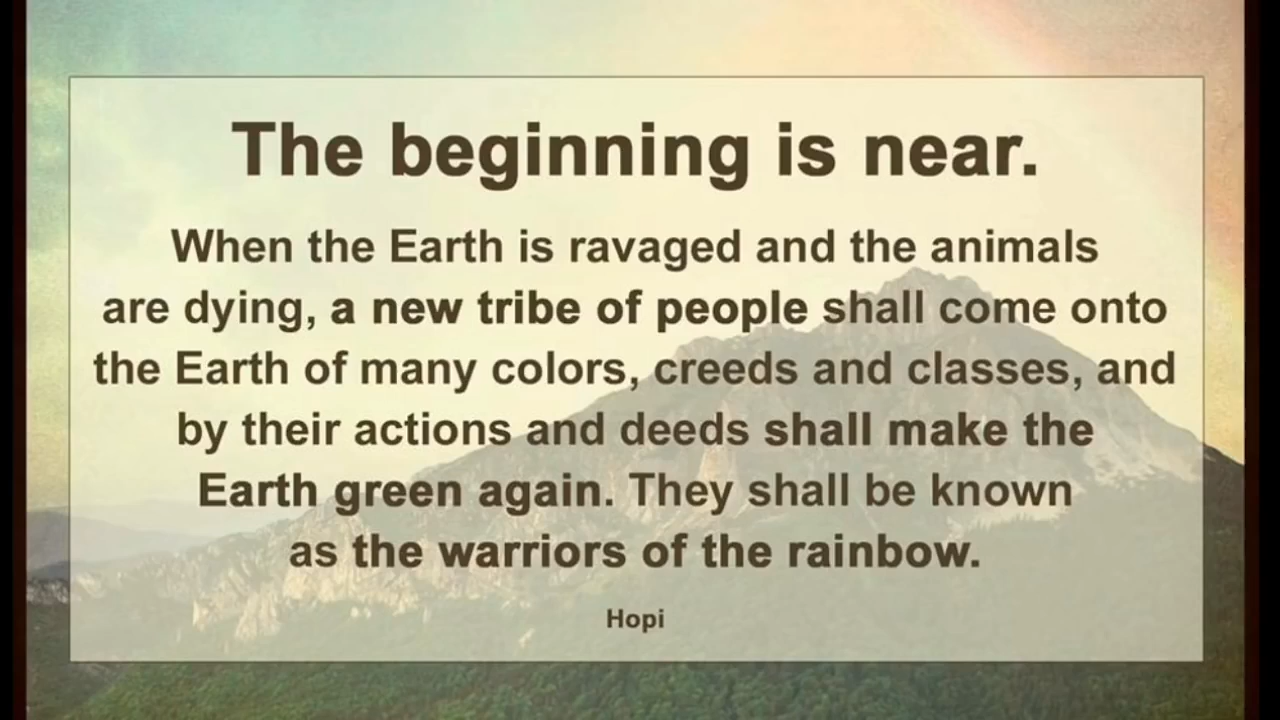 The beginning is near.
When the Earth is ravaged and the animals
are dying, a new tribe of people shall come onto
the Earth of many colors, creeds and classes, and
by their actions and deeds shall make the
Earth green again. They shall be known
as the warriors of the rainbow.
Hopi